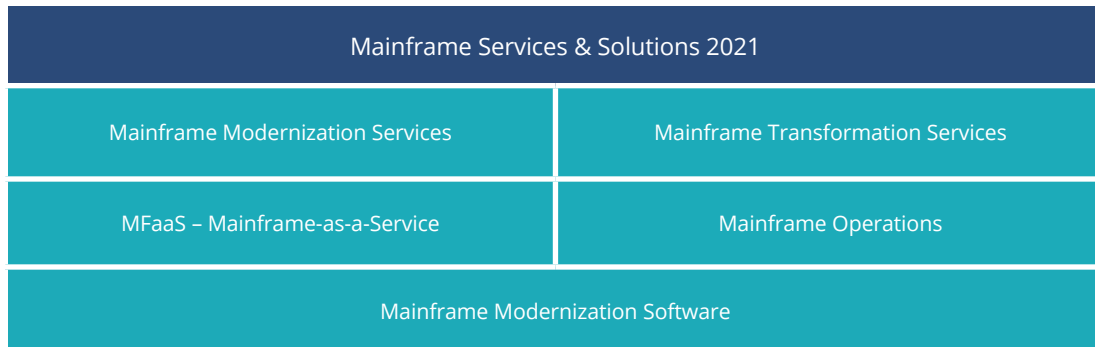 Mainframe Services & Solutions 2021
Mainframe Modernization Services
Mainframe Transformation Services
MFaaS – Mainframe-as-a-Service
Mainframe Operations
Mainframe Modernization Software